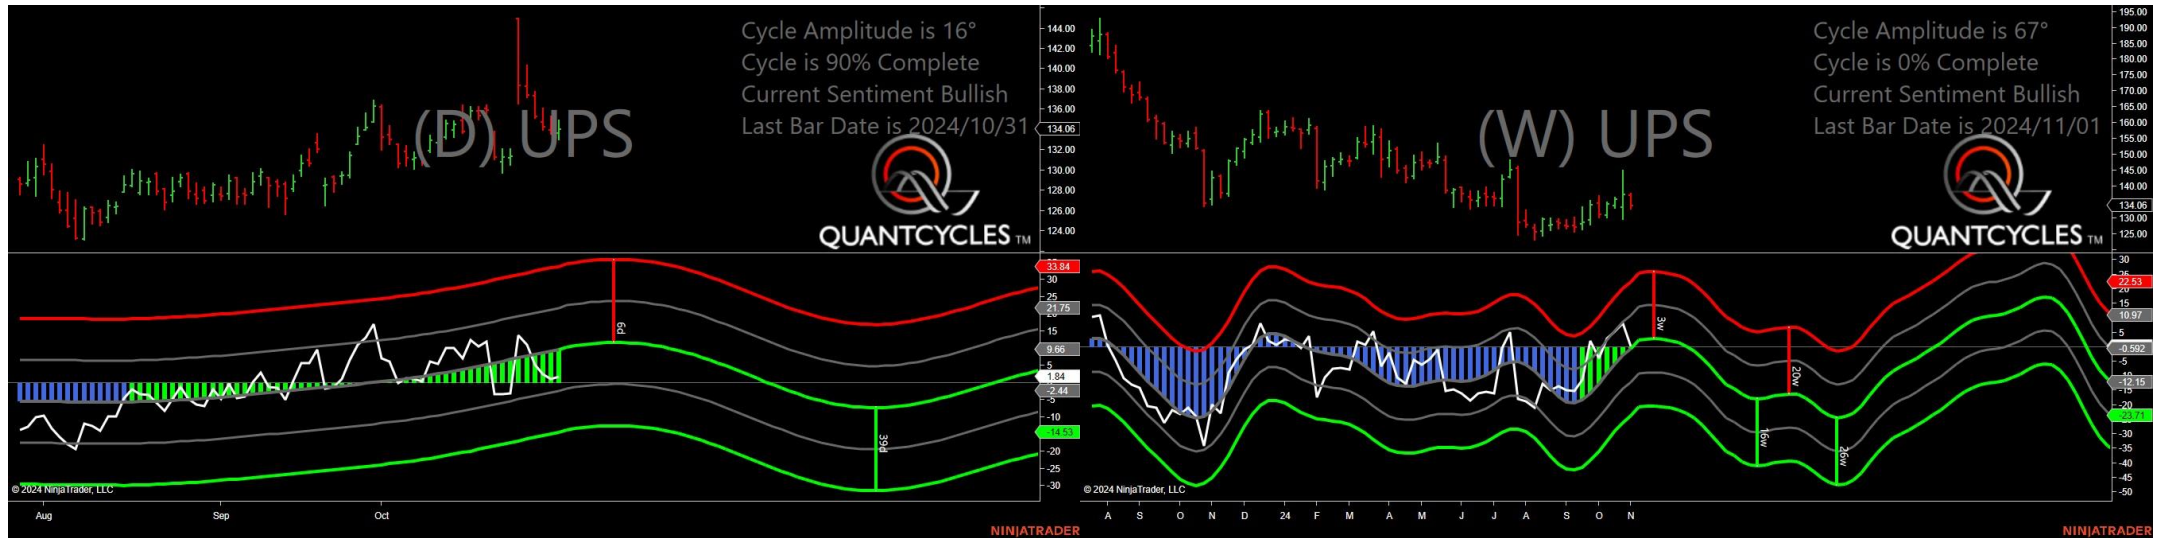 Cycle Amplitude is 16°
Cycle is 90% Complete
Current Sentiment Bullish
Last Bar Date is 2024/10/31
(D) UPS
QUANTCYCLES TM
144.00
142.00
140.00
138.00
136.00
134.06
132.00
130.00
128.00
126.00
124.00
33.84
30
25
21.75
15
9.66
5
1.84
-2.44
-5
-10
-14.53
-20
-25
-30
6d
39d
© 2024 NinjaTrader, LLC
Aug Sep Oct
NINJATRADER
Cycle Amplitude is 67°
Cycle is 0% Complete
Current Sentiment Bullish
Last Bar Date is 2024/11/01
(W) UPS
QUANTCYCLES TM
195.00
190.00
185.00
180.00
175.00
170.00
165.00
160.00
155.00
150.00
145.00
140.00
134.06
130.00
125.00
30
22.53
15
10.97
5
-0.592
-5
-12.15
-20
-23.71
-30
-35
-45
-50
3w
20w
16w
26w
© 2024 NinjaTrader, LLC
A S O N D 24 F M A M J J A S O N
NINJATRADER